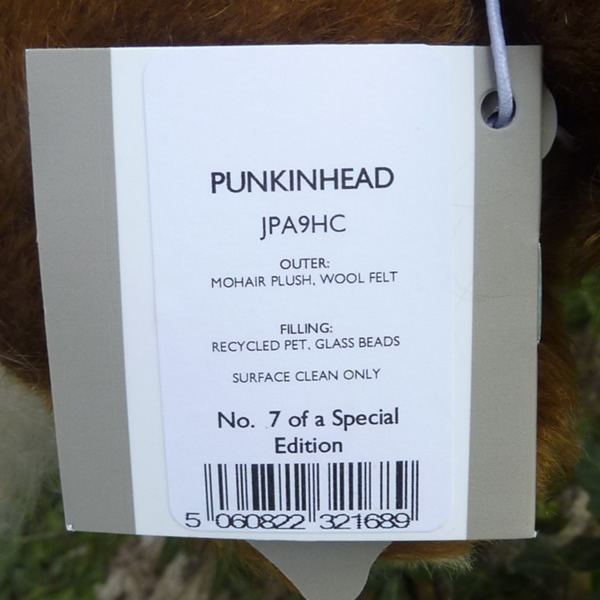 PUNKINHEAD
JPA9HC
OUTER:
MOHAIR PLUSH, WOOL FELT
FILLING:
RECYCLED PET, GLASS BEADS
SURFACE CLEAN ONLY
No. 7 of a Special
Edition
5 060822 321689